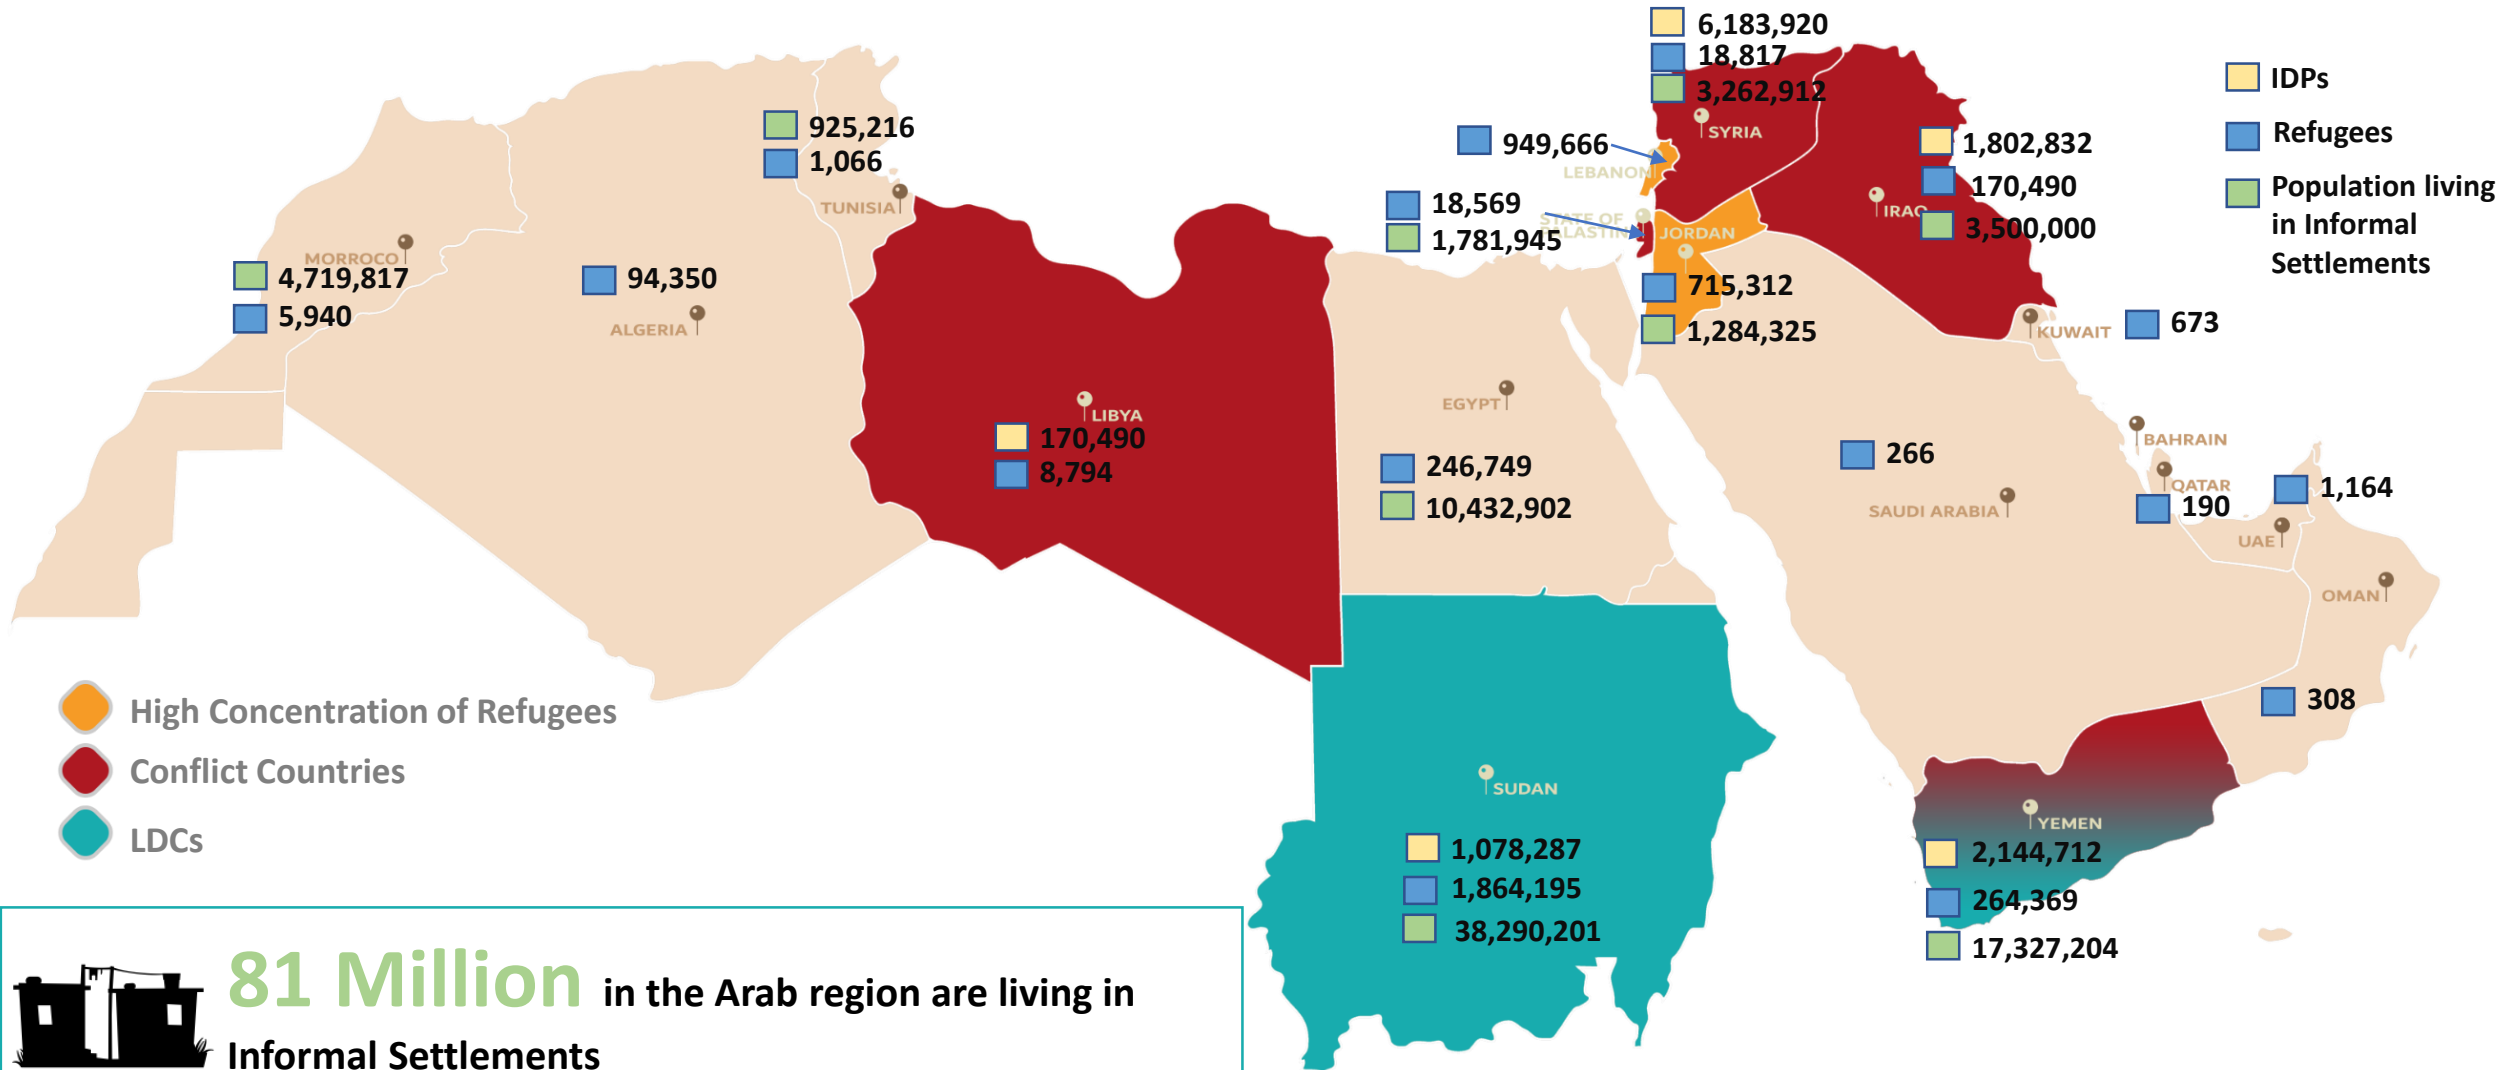 6,183,920
18,817
3,262,912
SYRIA
IDPs
Refugees
Population living
in Informal
Settlements
925,216
1,066
TUNISIA
949,666
LEBANON
1,802,832
170,490
IRAQ
3,500,000
18,569
1,781,945
STATE OF
PALASTINE
JORDAN
715,312
1,284,325
MORROCO
4,719,817
5,940
94,350
ALGERIA
KUWAIT
673
LIBYA
170,490
8,794
EGYPT
246,749
10,432,902
266
SAUDI ARABIA
BAHRAIN
QATAR
190
1,164
UAE
OMAN
308
High Concentration of Refugees
Conflict Countries
LDCs
SUDAN
1,078,287
1,864,195
38,290,201
YEMEN
2,144,712
264,369
17,327,204
81 Million in the Arab region are living in
Informal Settlements